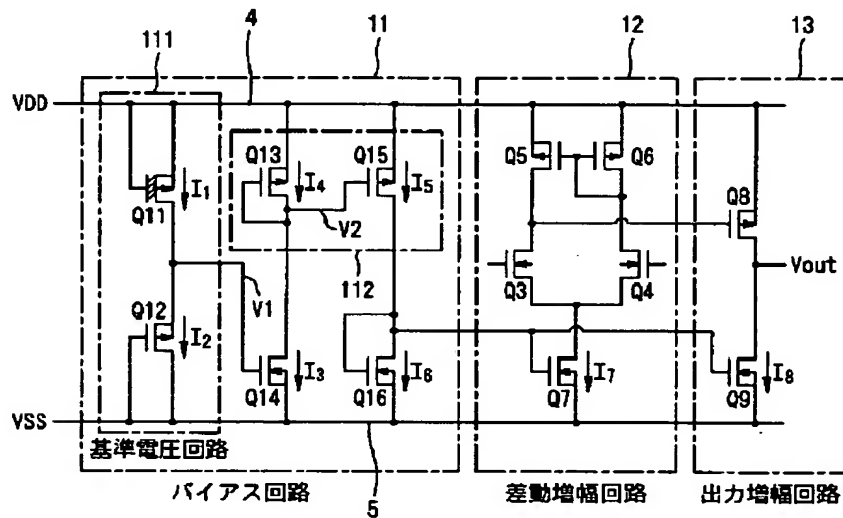 111
4
11
12
13
VDD
Q13
Q15
Q5
Q6
I1
I4
I5
Q8
Q11
V2
Vout
Q12
112
Q3
Q4
V1
I2
I3
I6
I7
I8
Q14
Q16
Q7
Q9
VSS
基準電圧回路
バイアス回路
5
差動増幅回路
出力増幅回路